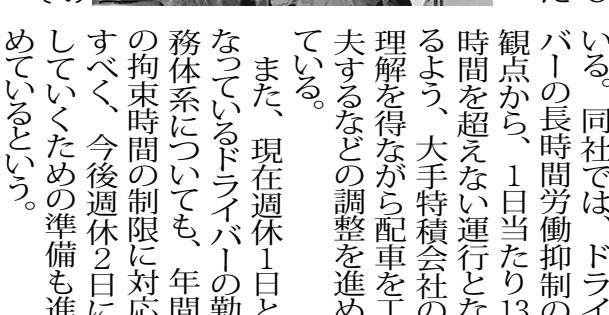 いる。同社では、ドライ
バーの長時間労働抑制の
観点から、1日当たり13
時間を超えない運行とな
るよう、大手特積会社の
理解を得ながら配車を工
夫するなどの調整を進め
ている。
また、現在週休1日と
なっているドライバーの勤
務体系についても、年間
の拘束時間の制限に対応
すべく、今後週休2日に
していくための準備も進
めているという。